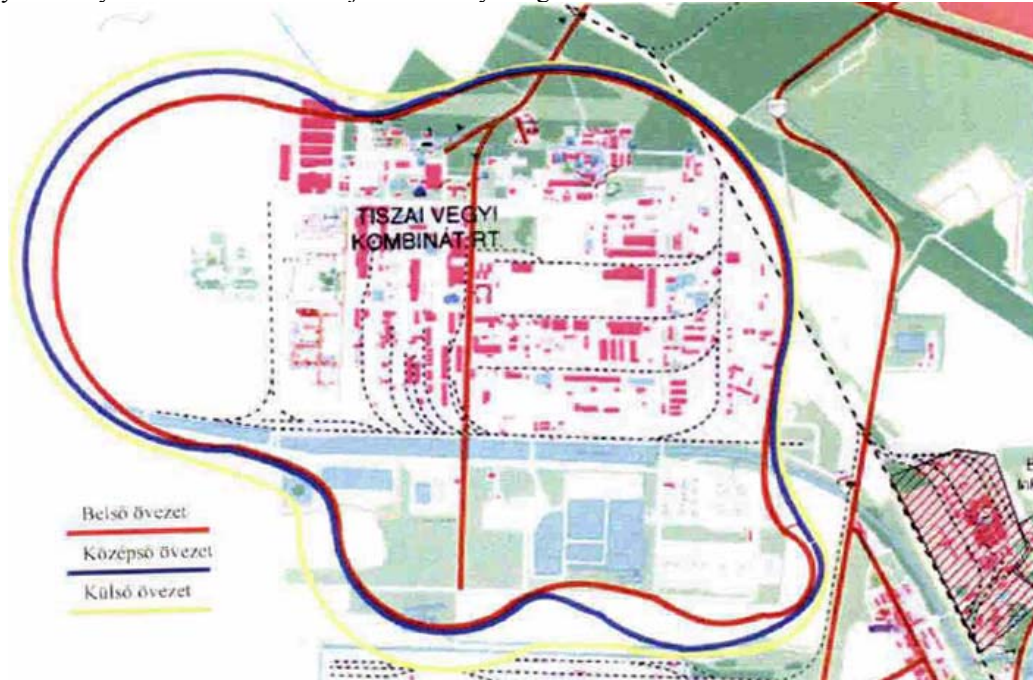 TISZAI VEGYI
KOMBINÁT RT.
Belső övezet
Középső övezet
Külső övezet